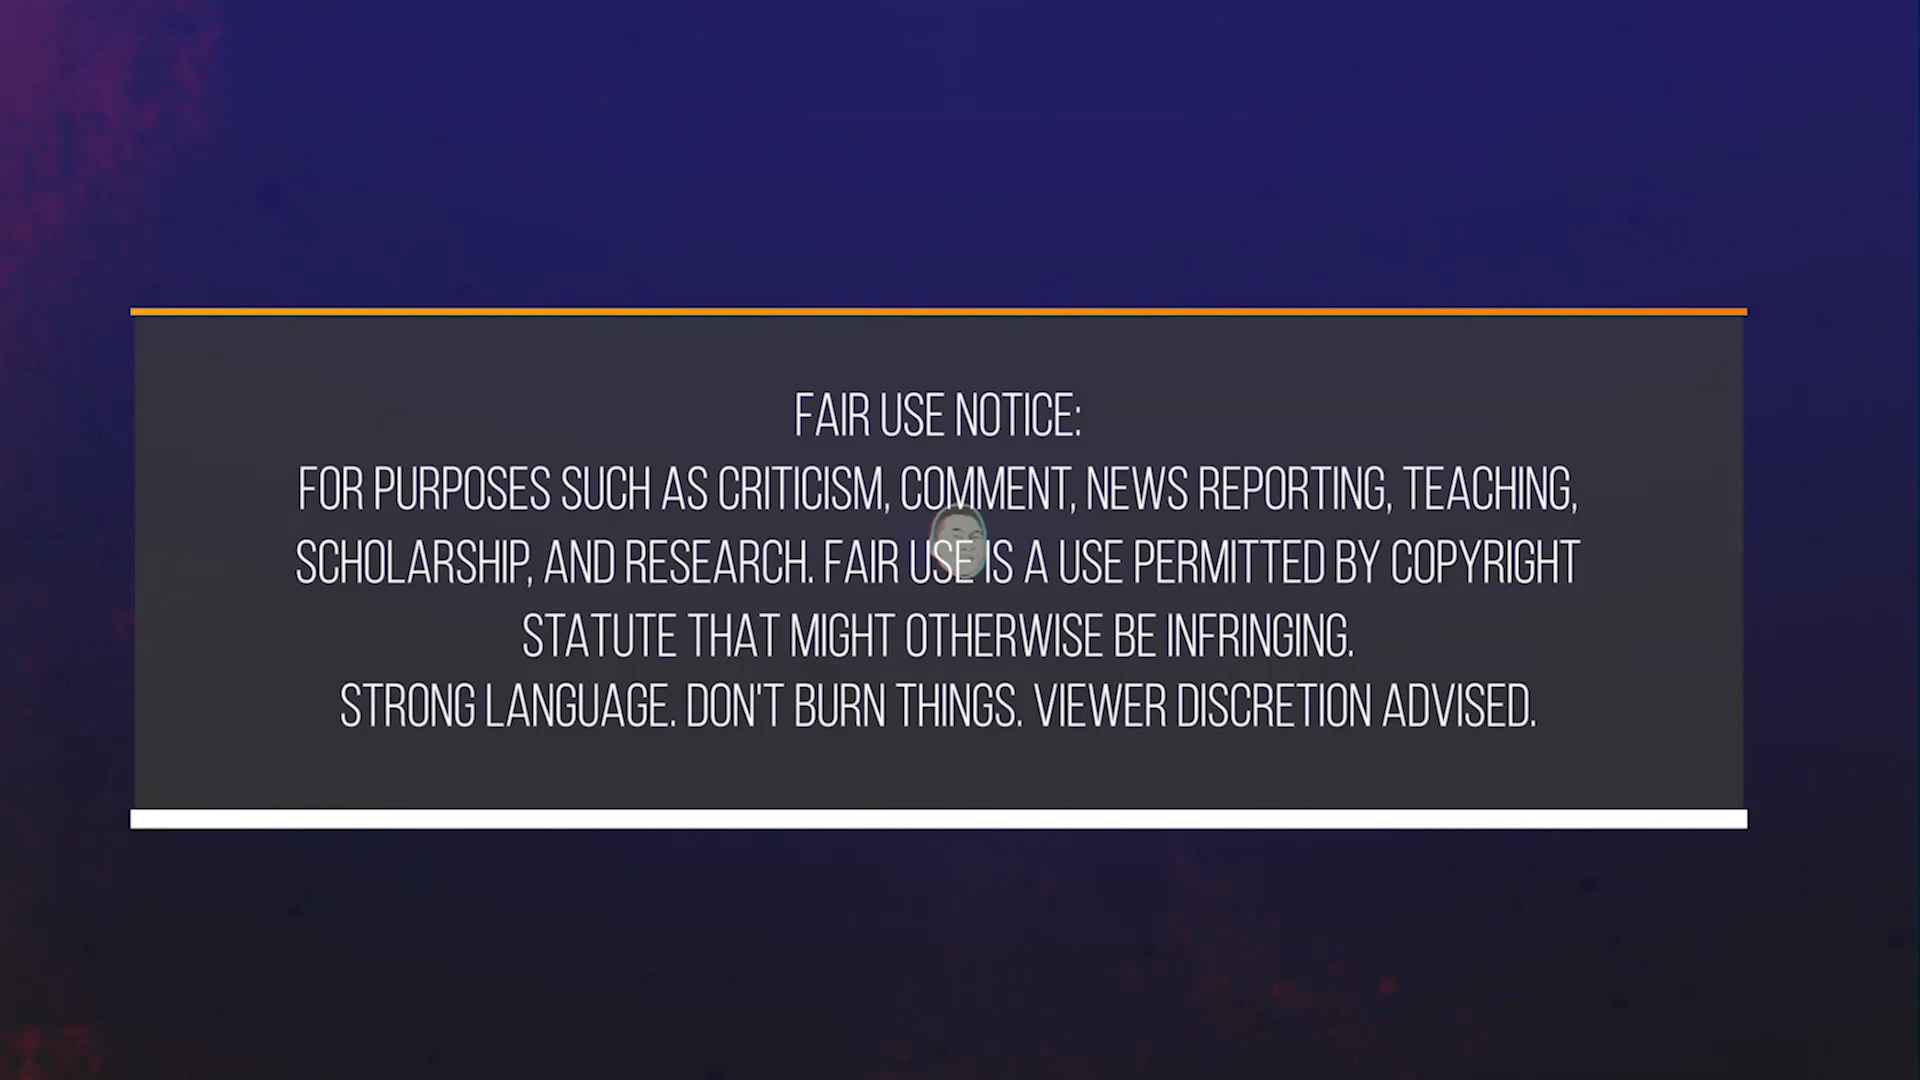 FAIR USE NOTICE:
FOR PURPOSES SUCH AS CRITICISM, COMMENT, NEWS REPORTING, TEACHING,
SCHOLARSHIP, AND RESEARCH. FAIR USE IS A USE PERMITTED BY COPYRIGHT
STATUTE THAT MIGHT OTHERWISE BE INFRINGING.
STRONG LANGUAGE. DON'T BURN THINGS. VIEWER DISCRETION ADVISED.